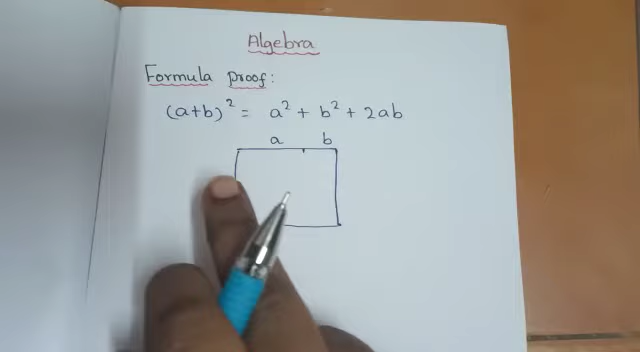 Algebra
Formula proof:
(a+b)² = a² + b² + 2ab
a b